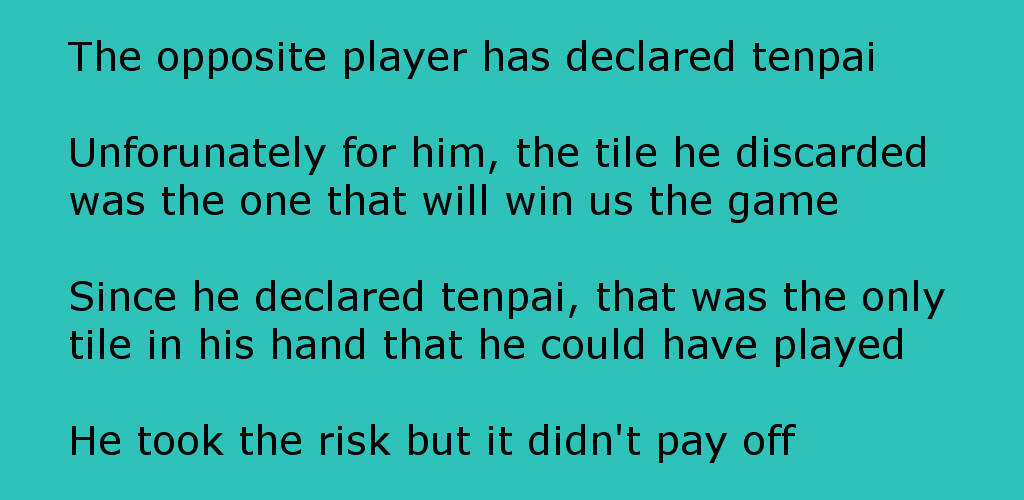 The opposite player has declared tenpai
Unforunately for him, the tile he discarded
was the one that will win us the game
Since he declared tenpai, that was the only
tile in his hand that he could have played
He took the risk but it didn't pay off